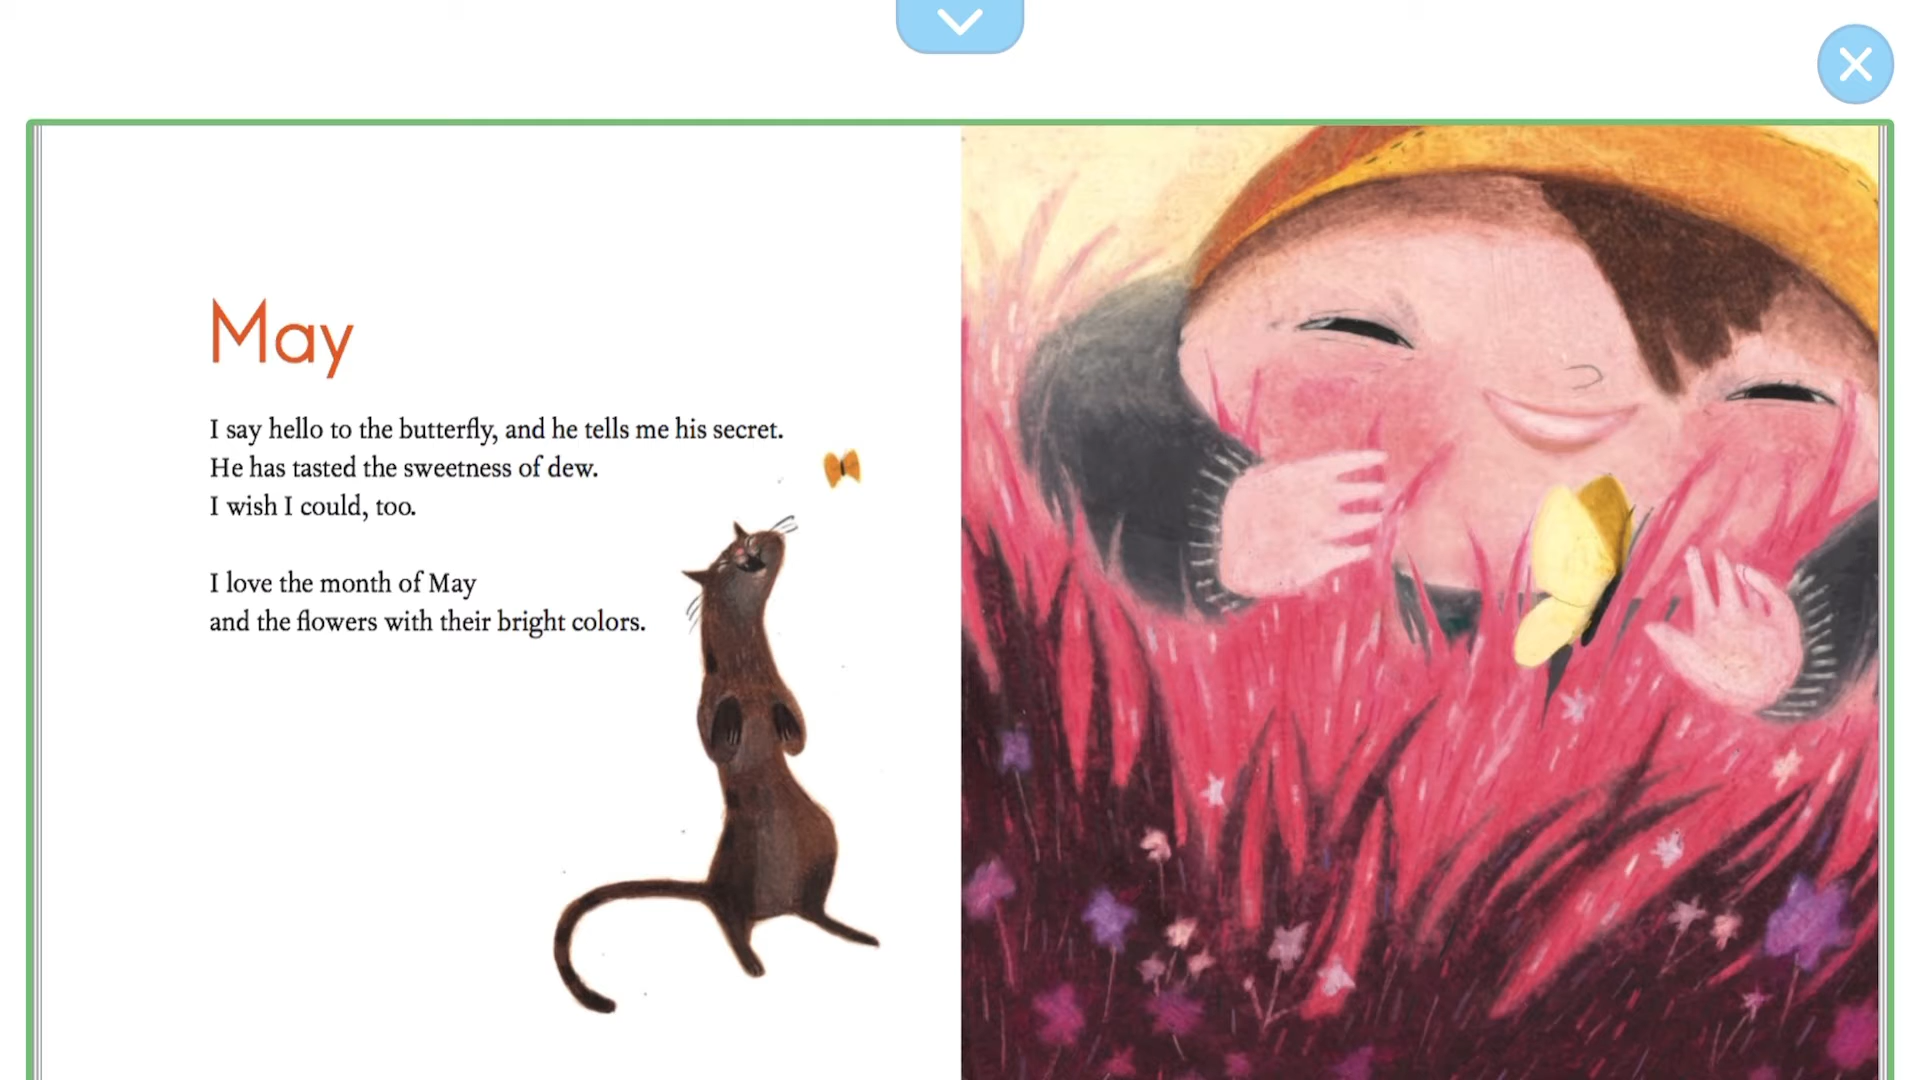 May
I say hello to the butterfly, and he tells me his secret.
He has tasted the sweetness of dew.
I wish I could, too.
I love the month of May
and the flowers with their bright colors.